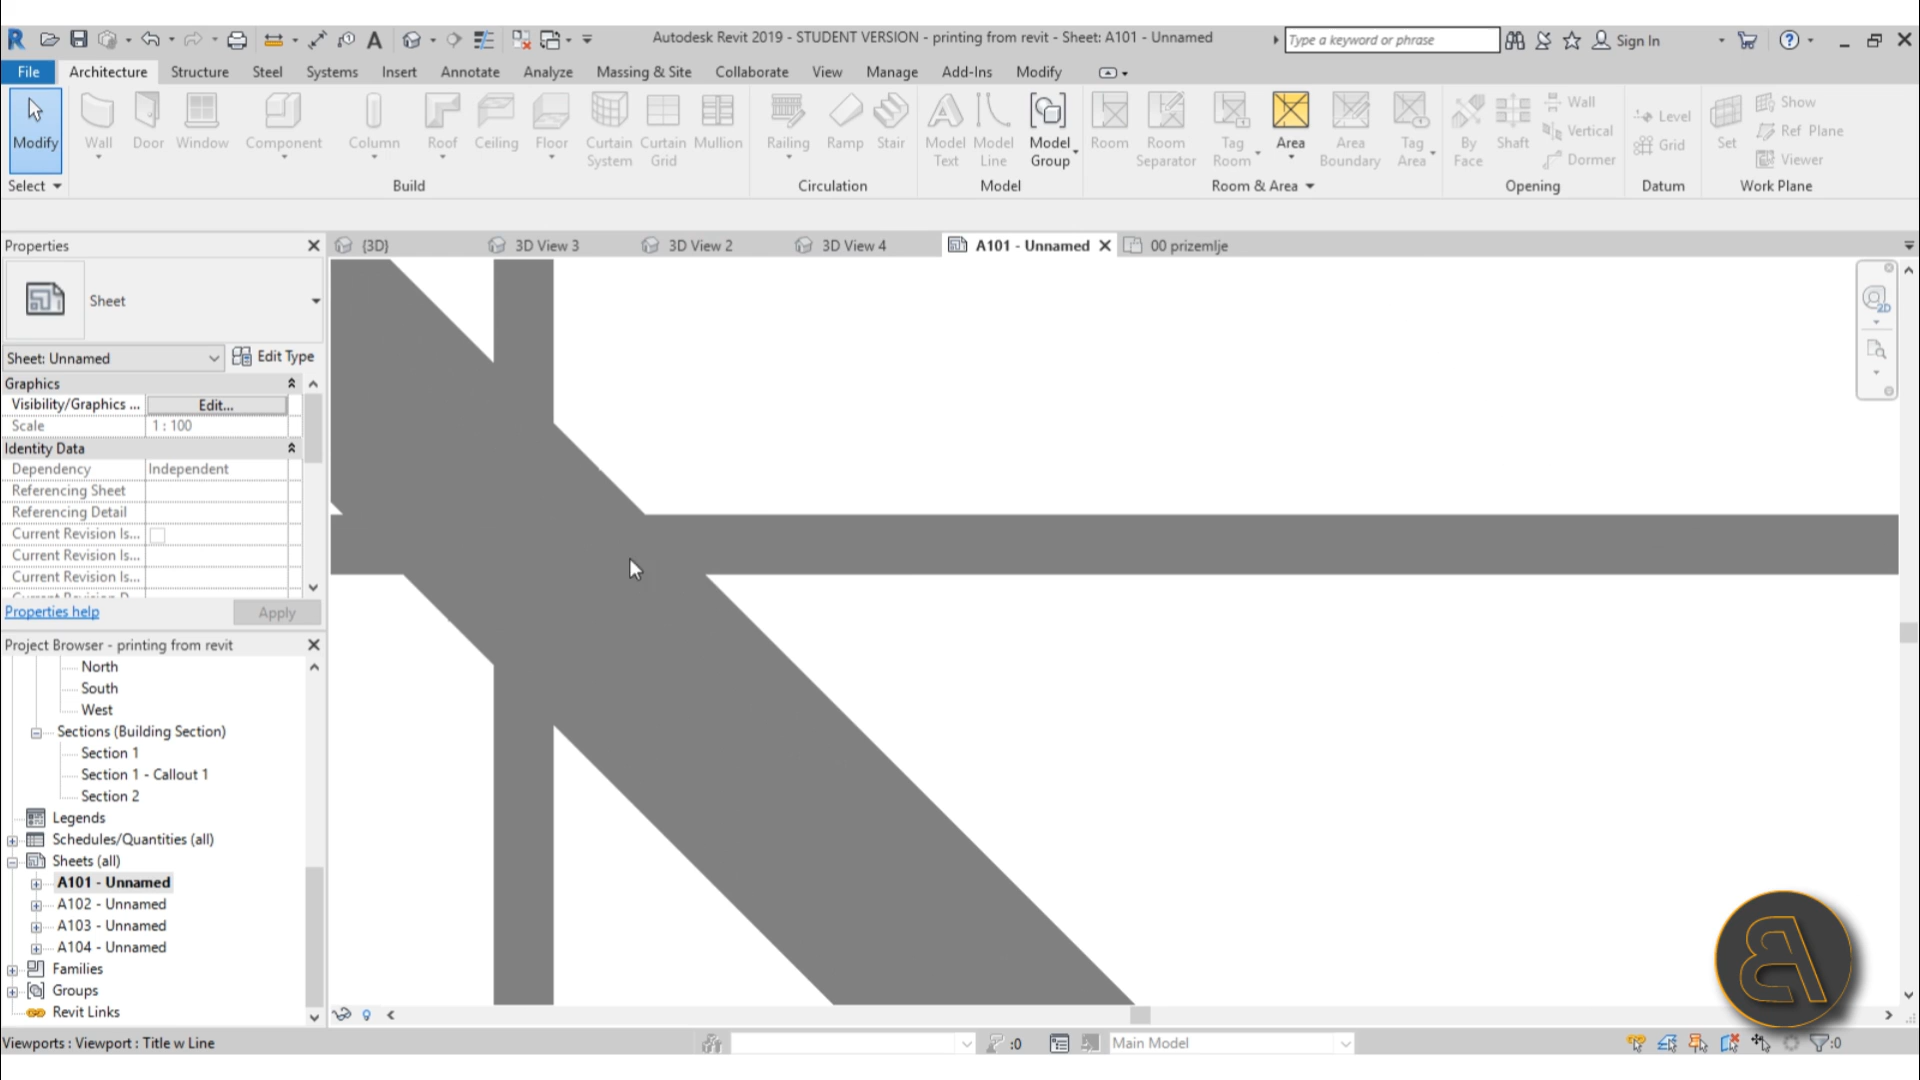 Autodesk Revit 2019 - STUDENT VERSION - printing from revit - Sheet: A101 - Unnamed
Type a keyword or phrase
Sign In
File Architecture Structure Steel Systems Insert Annotate Analyze Massing & Site Collaborate View Manage Add-Ins Modify
Modify Wall Door Window Component Column Roof Ceiling Floor Curtain System Curtain Grid Mullion Railing Ramp Stair Model Text Model Line Model Group Room Room Separator Tag Room Area Area Boundary Tag Area By Face Shaft Wall Vertical Dormer Level Grid Set Show Ref Plane Viewer
Select Build Circulation Model Room & Area Opening Datum Work Plane
Properties
{3D} 3D View 3 3D View 2 3D View 4 A101 - Unnamed 00 prizemlje
2D
Sheet
Sheet: Unnamed Edit Type
Graphics
Visibility/Graphics ... Edit...
Scale 1 : 100
Identity Data
Dependency Independent
Referencing Sheet
Referencing Detail
Current Revision Is...
Current Revision Is...
Current Revision Is...
Properties help Apply
Project Browser - printing from revit
North
South
West
Sections (Building Section)
Section 1
Section 1 - Callout 1
Section 2
Legends
Schedules/Quantities (all)
Sheets (all)
A101 - Unnamed
A102 - Unnamed
A103 - Unnamed
A104 - Unnamed
Families
Groups
Revit Links
Viewports : Viewport : Title w Line
:0
Main Model
:0